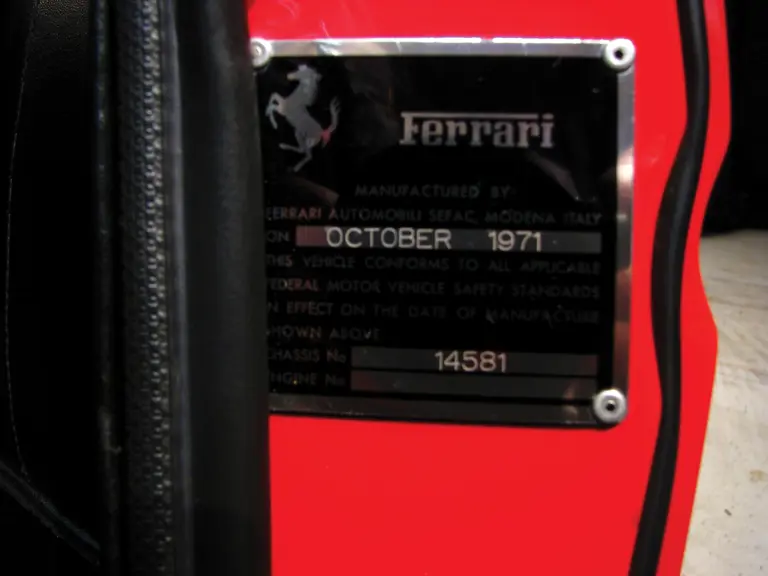 Ferrari
MANUFACTURED BY
FERRARI AUTOMOBILI SEFAC, MODENA ITALY
ON OCTOBER 1971
THIS VEHICLE CONFORMS TO ALL APPLICABLE
FEDERAL MOTOR VEHICLE SAFETY STANDARDS
IN EFFECT ON THE DATE OF MANUFACTURE
SHOWN ABOVE
CHASSIS No 14581
ENGINE No